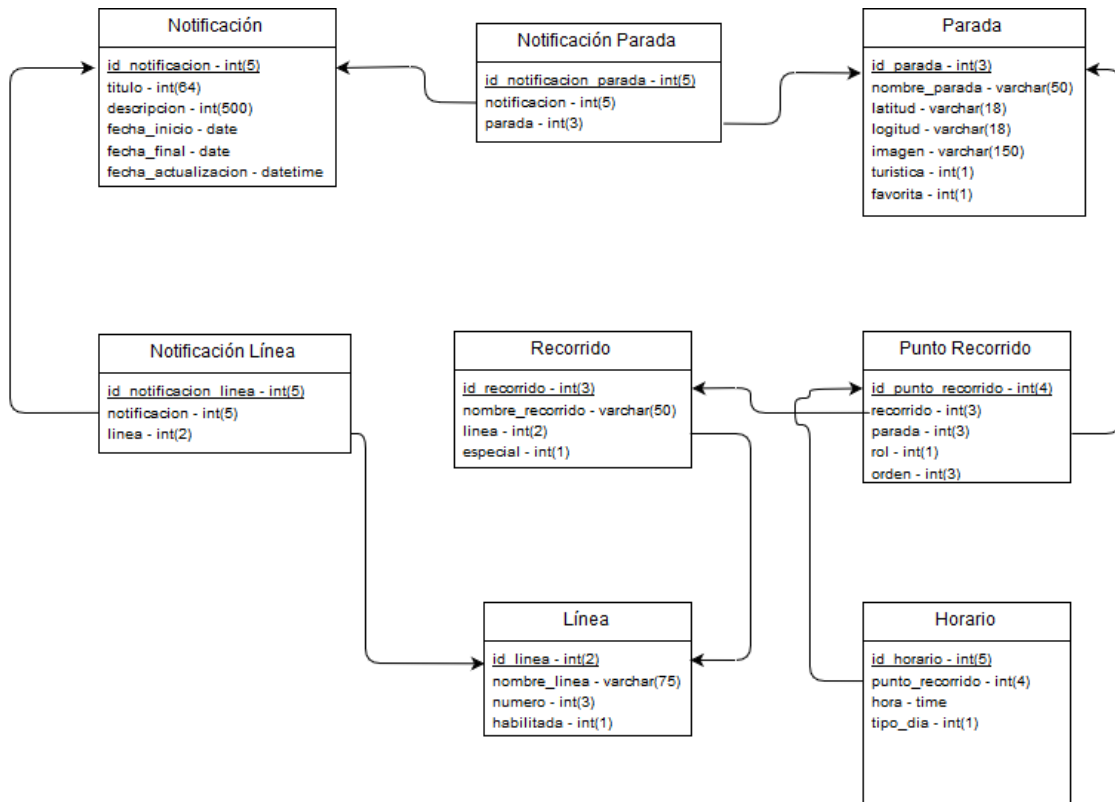 Notificación
id_notificacion - int(5)
titulo - int(64)
descripcion - int(500)
fecha_inicio - date
fecha_final - date
fecha_actualizacion - datetime
Notificación Parada
id_notificacion_parada - int(5)
notificacion - int(5)
parada - int(3)
Parada
id_parada - int(3)
nombre_parada - varchar(50)
latitud - varchar(18)
logitud - varchar(18)
imagen - varchar(150)
turistica - int(1)
favorita - int(1)
Notificación Línea
id_notificacion_linea - int(5)
notificacion - int(5)
linea - int(2)
Recorrido
id_recorrido - int(3)
nombre_recorrido - varchar(50)
linea - int(2)
especial - int(1)
Punto Recorrido
id_punto_recorrido - int(4)
recorrido - int(3)
parada - int(3)
rol - int(1)
orden - int(3)
Línea
id_linea - int(2)
nombre_linea - varchar(75)
numero - int(3)
habilitada - int(1)
Horario
id_horario - int(5)
punto_recorrido - int(4)
hora - time
tipo_dia - int(1)